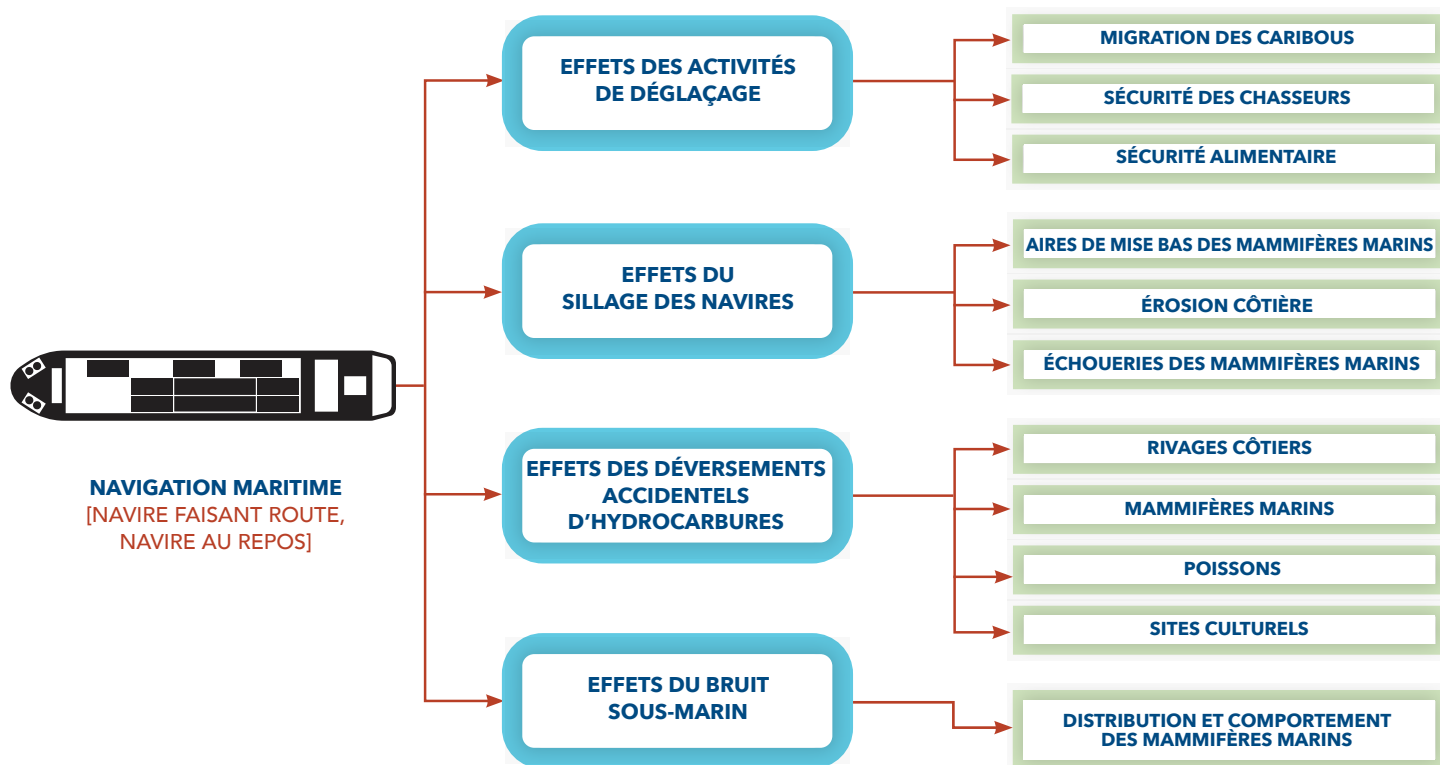 NAVIGATION MARITIME
[NAVIRE FAISANT ROUTE,
NAVIRE AU REPOS]
EFFETS DES ACTIVITÉS
DE DÉGLAÇAGE
MIGRATION DES CARIBOUS
SÉCURITÉ DES CHASSEURS
SÉCURITÉ ALIMENTAIRE
EFFETS DU
SILLAGE DES NAVIRES
AIRES DE MISE BAS DES MAMMIFÈRES MARINS
ÉROSION CÔTIÈRE
ÉCHOUERIES DES MAMMIFÈRES MARINS
EFFETS DES DÉVERSEMENTS
ACCIDENTELS
D’HYDROCARBURES
RIVAGES CÔTIERS
MAMMIFÈRES MARINS
POISSONS
SITES CULTURELS
EFFETS DU BRUIT
SOUS-MARIN
DISTRIBUTION ET COMPORTEMENT
DES MAMMIFÈRES MARINS